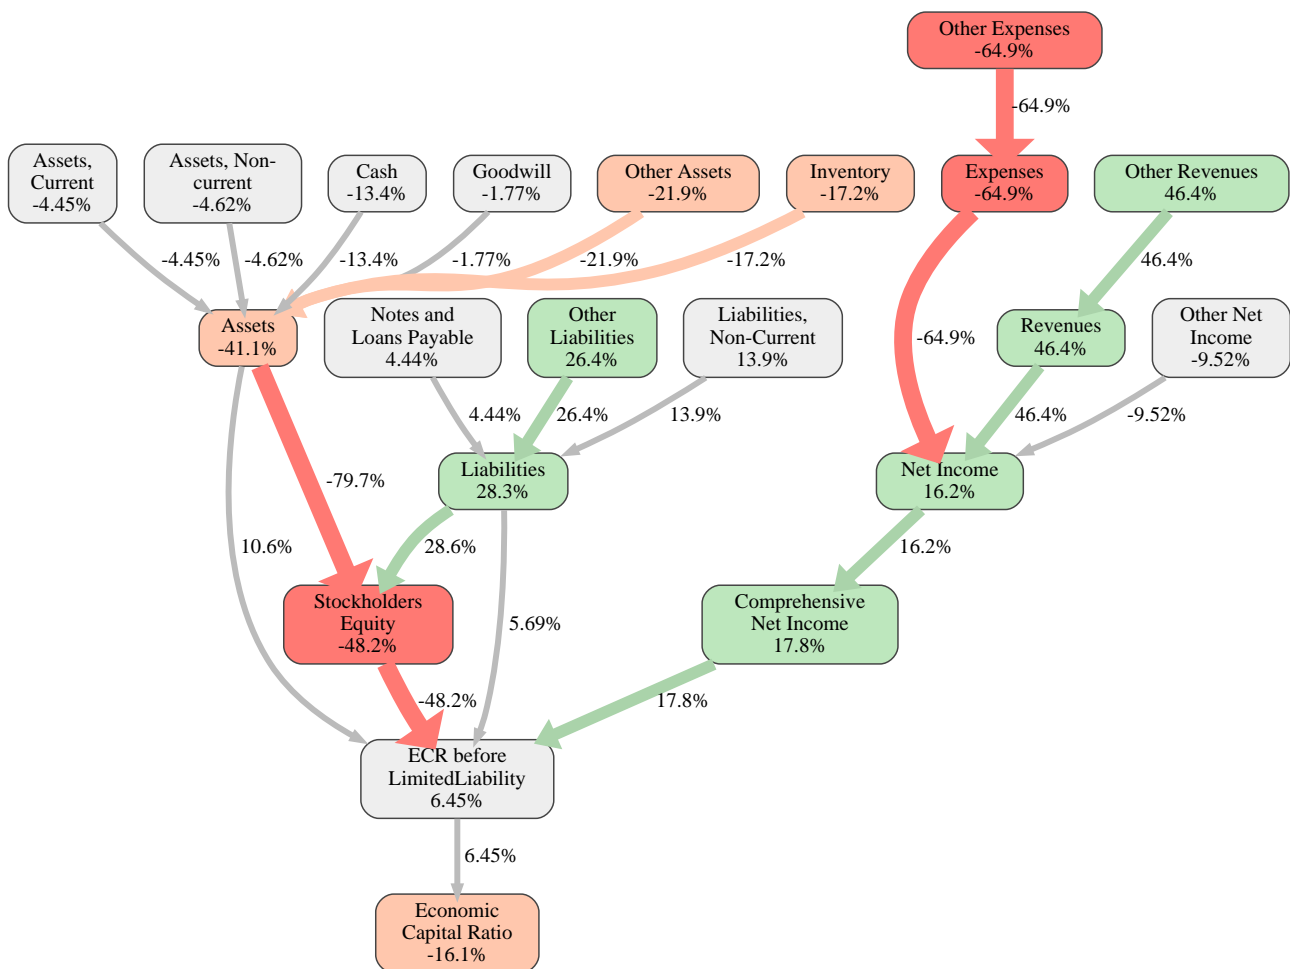 Other Expenses
-64.9%
-64.9%
Assets,
Current
-4.45%
Assets, Non-
current
-4.62%
Cash
-13.4%
Goodwill
-1.77%
Other Assets
-21.9%
Inventory
-17.2%
Expenses
-64.9%
Other Revenues
46.4%
-4.45%
-4.62%
-13.4%
-1.77%
-21.9%
-17.2%
46.4%
Assets
-41.1%
Notes and
Loans Payable
4.44%
Other
Liabilities
26.4%
Liabilities,
Non-Current
13.9%
-64.9%
Revenues
46.4%
Other Net
Income
-9.52%
4.44%
26.4%
13.9%
46.4%
-9.52%
-79.7%
Liabilities
28.3%
Net Income
16.2%
10.6%
28.6%
16.2%
Stockholders
Equity
-48.2%
5.69%
Comprehensive
Net Income
17.8%
-48.2%
17.8%
ECR before
LimitedLiability
6.45%
6.45%
Economic
Capital Ratio
-16.1%